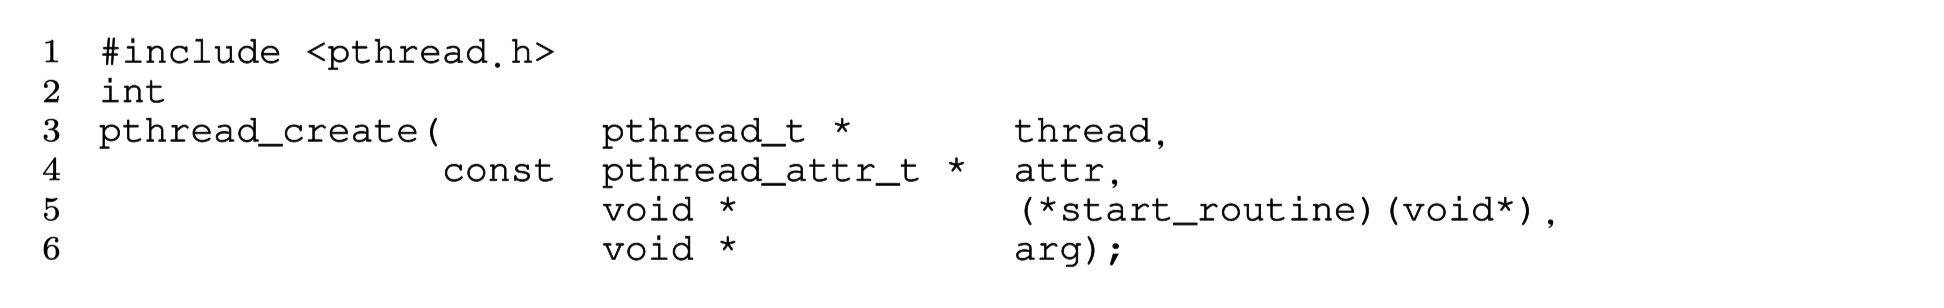 1 #include <pthread.h>
2 int
3 pthread_create( pthread_t * thread,
4 const pthread_attr_t * attr,
5 void * (*start_routine)(void*),
6 void * arg);